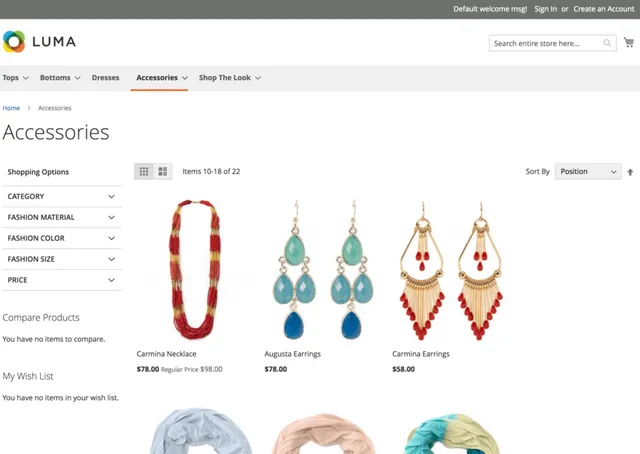 Default welcome msg! Sign In or Create an Account
LUMA
Search entire store here...
Tops Bottoms Dresses Accessories Shop The Look
Home > Accessories
Accessories
Shopping Options
Items 10-18 of 22
Sort By Position
CATEGORY
FASHION MATERIAL
FASHION COLOR
FASHION SIZE
PRICE
Compare Products
You have no items to compare.
My Wish List
You have no items in your wish list.
Carmina Necklace
$78.00 Regular Price $98.00
Augusta Earrings
$78.00
Carmina Earrings
$58.00